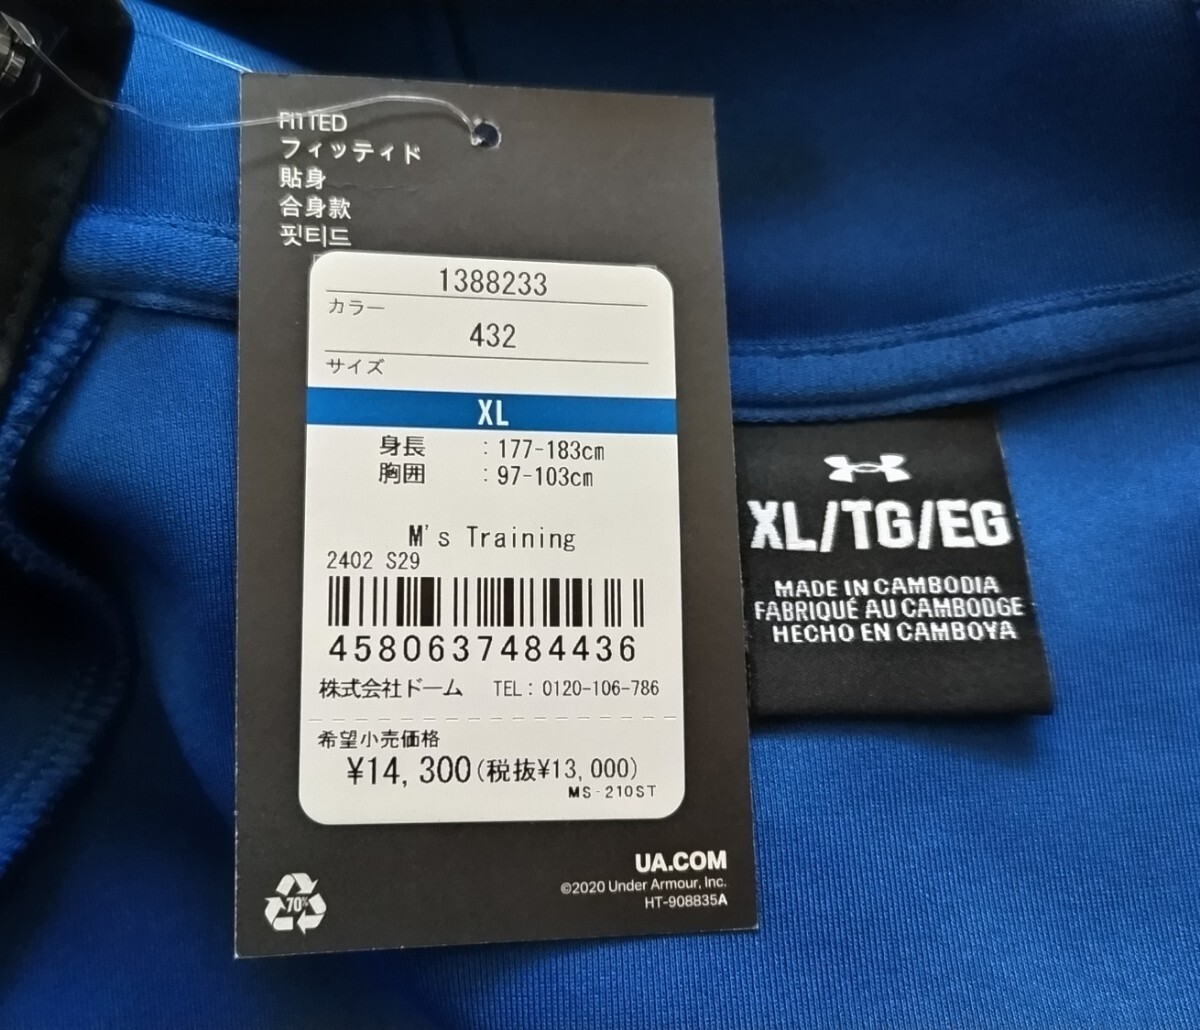 FITTED
フィッティド
貼身
合身款
핏티드
1388233
カラー
432
サイズ
XL
身長 : 177-183cm
胸囲 : 97-103cm
M's Training
2402 S29
4580637484436
株式会社ドーム TEL: 0120-106-786
希望小売価格
¥14,300(税抜¥13,000)
MS-210ST
70%
UA.COM
©2020 Under Armour, Inc.
HT-908835A
XL/TG/EG
MADE IN CAMBODIA
FABRIQUÉ AU CAMBODGE
HECHO EN CAMBOYA